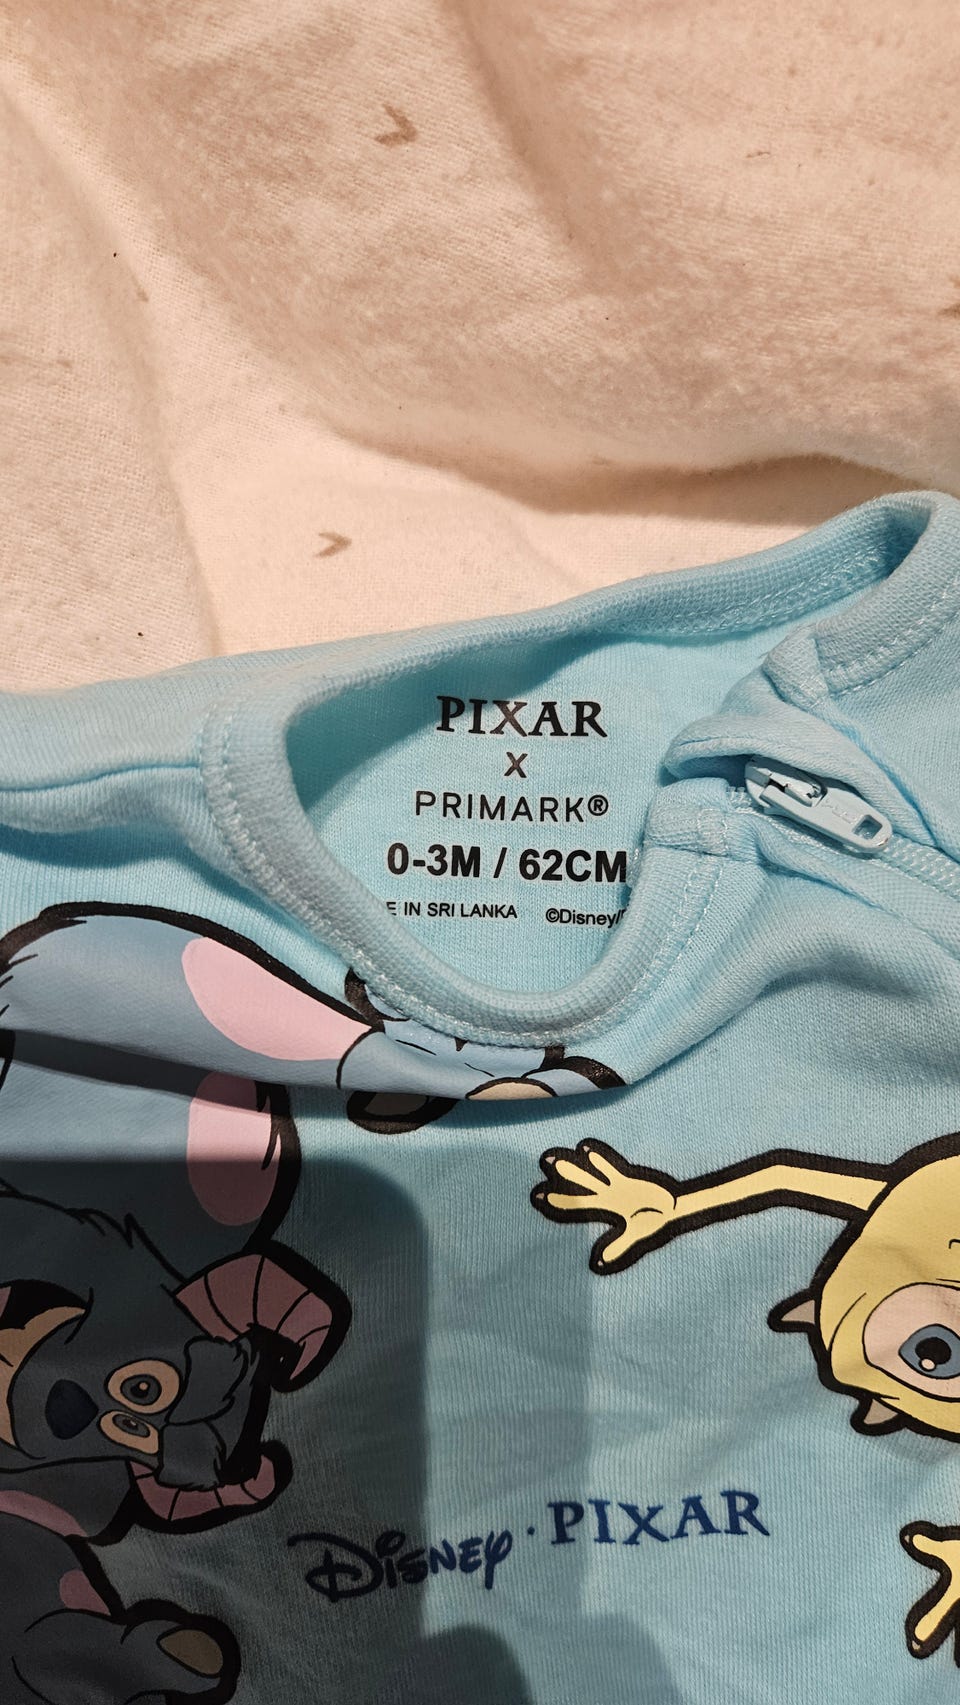 PIXAR
X
PRIMARK®
0-3M / 62CM
E IN SRI LANKA ©Disney/
Disney · PIXAR